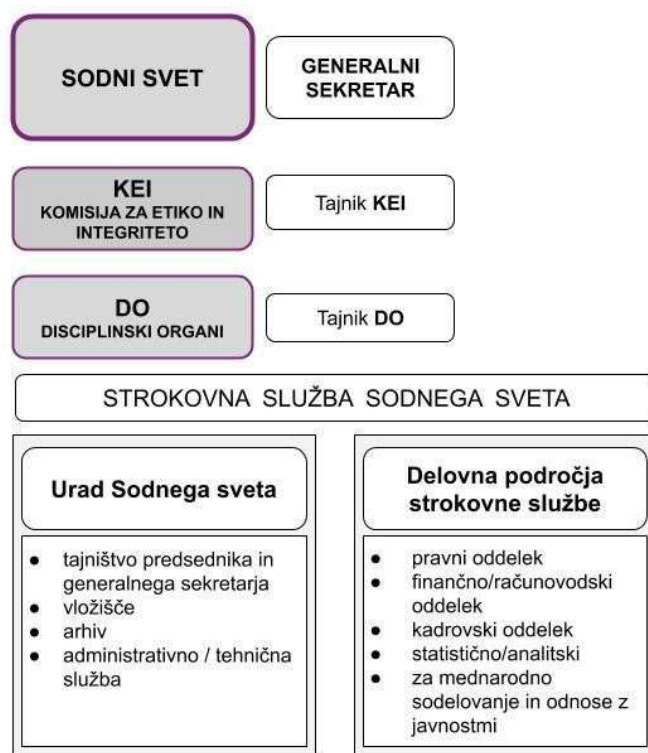 SODNI SVET
GENERALNI
SEKRETAR
KEI
KOMISIJA ZA ETIKO IN
INTEGRITETO
Tajnik KEI
DO
DISCIPLINSKI ORGANI
Tajnik DO
STROKOVNA SLUŽBA SODNEGA SVETA
Urad Sodnega sveta
● tajništvo predsednika in
generalnega sekretarja
● vložišče
● arhiv
● administrativno / tehnična
služba
Delovna področja
strokovne službe
● pravni oddelek
● finančno/računovodski
oddelek
● kadrovski oddelek
● statistično/analitski
● za mednarodno
sodelovanje in odnose z
javnostmi